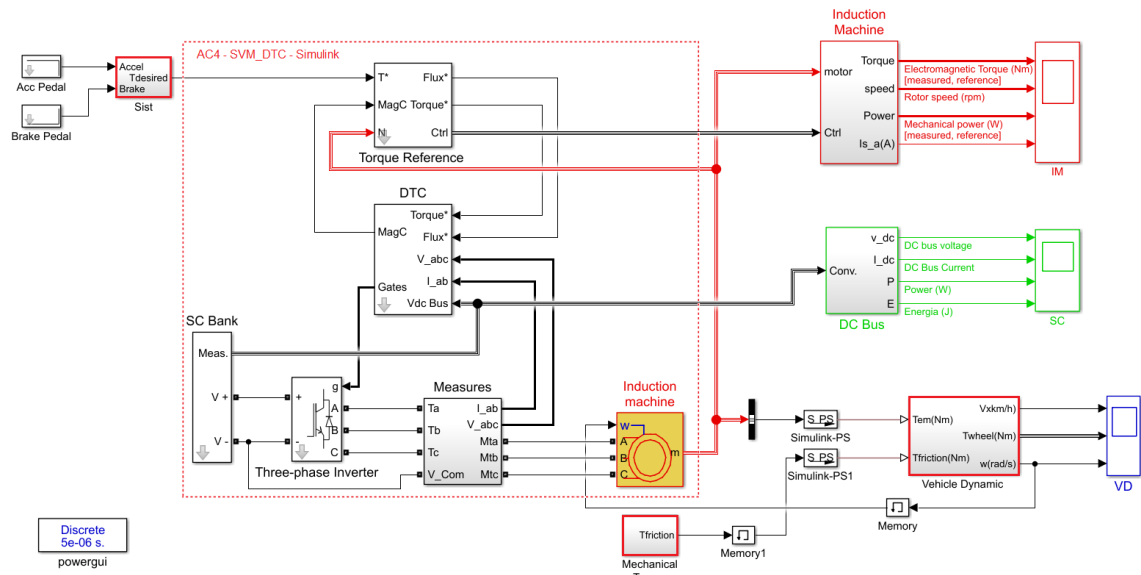 Induction
Machine
AC4 - SVM_DTC - Simulink
Accel
Tdesired
Brake
Sist
Acc Pedal
Brake Pedal
T*
Flux*
MagC
Torque*
N
Ctrl
Torque Reference
motor
Ctrl
Torque
speed
Power
Is_a(A)
Electromagnetic Torque (Nm)
[measured, reference]
Rotor speed (rpm)
Mechanical power (W)
[measured, reference]
IM
DTC
Torque*
MagC
Flux*
V_abc
I_ab
Gates
Vdc Bus
Conv.
v_dc
I_dc
P
E
DC bus voltage
DC Bus Current
Power (W)
Energia (J)
DC Bus
SC
SC Bank
Meas.
V +
V -
+
-
g
A
B
C
Three-phase Inverter
Measures
Ta
Tb
Tc
V_Com
I_ab
V_abc
Mta
Mtb
Mtc
Induction
machine
w
A
B
C
m
S PS
Simulink-PS
S PS
Simulink-PS1
Tem(Nm)
Tfriction(Nm)
Vxkm/h)
Twheel(Nm)
w(rad/s)
Vehicle Dynamic
VD
Memory
Tfriction
Memory1
Mechanical
Discrete
5e-06 s.
powergui